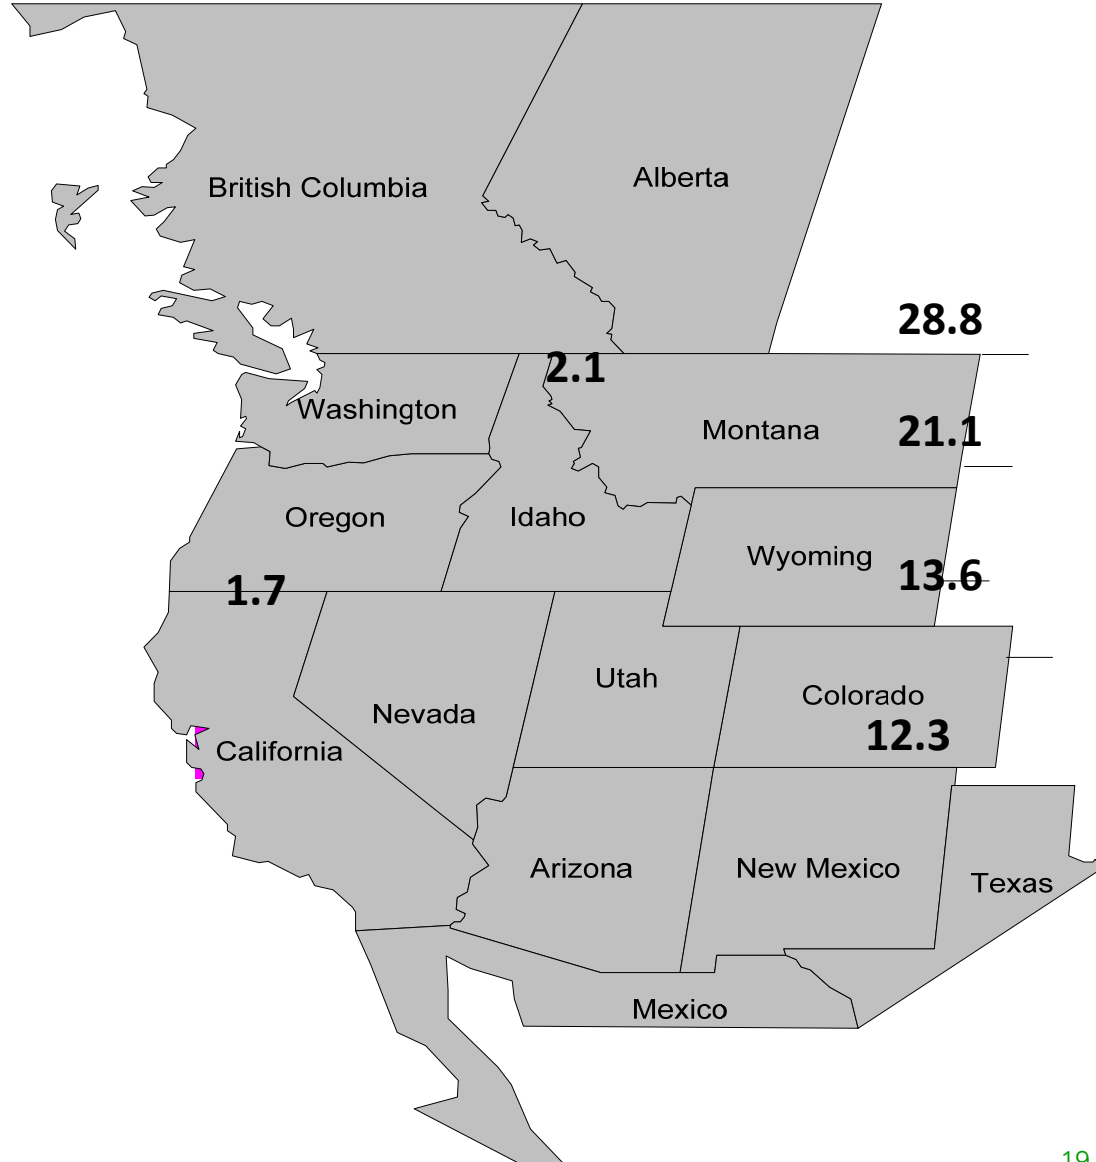 British Columbia
Alberta
28.8
2.1
Washington
Montana
21.1
Oregon
Idaho
Wyoming
13.6
1.7
Utah
Colorado
Nevada
12.3
California
Arizona
New Mexico
Texas
Mexico
19